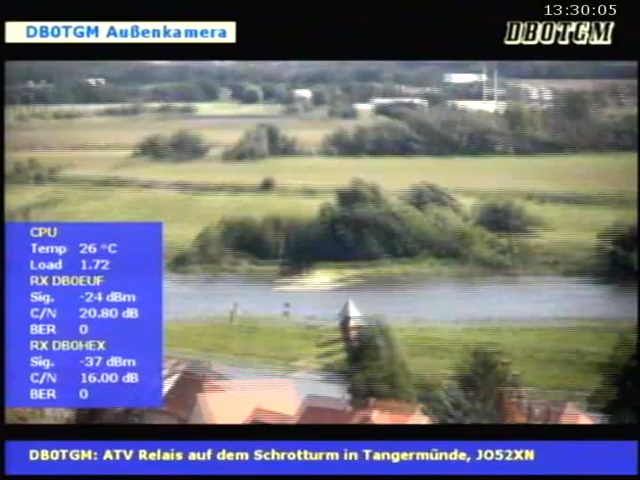 13:30:05
DB0TGM Außenkamera
DB0TGM
CPU
Temp 26 °C
Load 1.72
RX DB0EUF
Sig. -24 dBm
C/N 20.80 dB
BER 0
RX DB0HEX
Sig. -37 dBm
C/N 16.00 dB
BER 0
DB0TGM: ATV Relais auf dem Schrotturm in Tangermünde, JO52XN